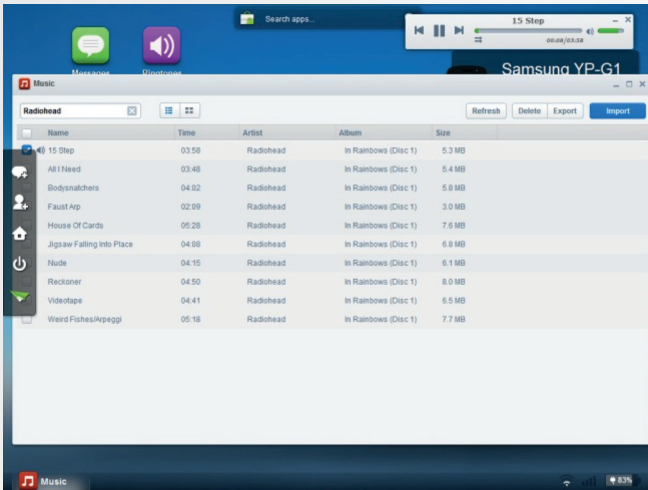 Search apps...
15 Step
00:08/03:58
Messages
Ringtones
Samsung YP-G1
Music
Radiohead
Refresh Delete Export Import
Name Time Artist Album Size
15 Step 03:58 Radiohead In Rainbows (Disc 1) 5.3 MB
All I Need 03:48 Radiohead In Rainbows (Disc 1) 5.4 MB
Bodysnatchers 04:02 Radiohead In Rainbows (Disc 1) 5.8 MB
Faust Arp 02:09 Radiohead In Rainbows (Disc 1) 3.0 MB
House Of Cards 05:28 Radiohead In Rainbows (Disc 1) 7.6 MB
Jigsaw Falling Into Place 04:08 Radiohead In Rainbows (Disc 1) 6.8 MB
Nude 04:15 Radiohead In Rainbows (Disc 1) 6.1 MB
Reckoner 04:50 Radiohead In Rainbows (Disc 1) 8.0 MB
Videotape 04:41 Radiohead In Rainbows (Disc 1) 6.5 MB
Weird Fishes/Arpeggi 05:18 Radiohead In Rainbows (Disc 1) 7.7 MB
Music
83%